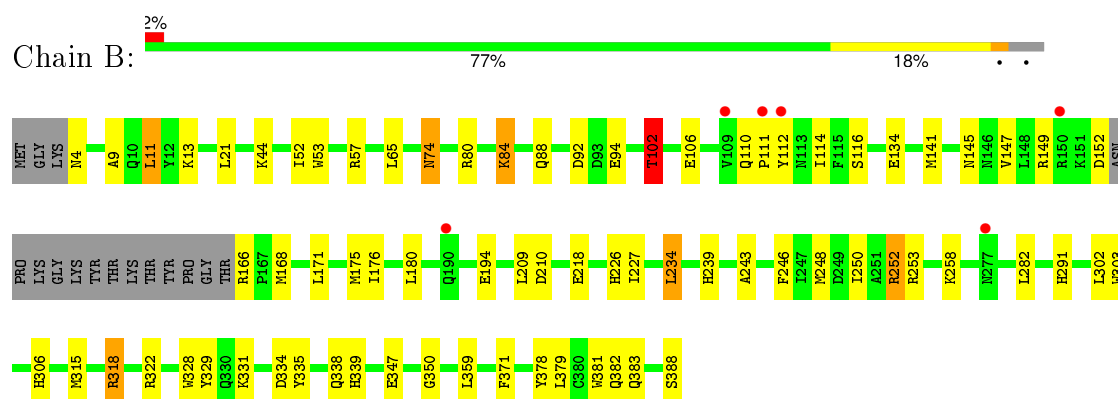 2%
Chain B:
77% 18% • •
MET GLY LYS N4 A9 Q10 L11 Y12 K13 L21 K44 I52 W53 R57 L65 N74 R80 K84 Q88 D92 D93 E94 T102 E106 V109 Q110 P111 Y112 N113 I114 F115 S116 E134 M141 N145 N146 V147 L148 R149 R150 K151 D152 ASN
PRO LYS GLY LYS TYR THR LYS THR TYR PRO GLY THR R166 P167 M168 L171 M175 I176 L180 Q190 E194 L209 D210 E218 H226 I227 L234 H239 A243 F246 I247 M248 D249 I250 A251 R252 R253 K258 N277 L282 H291 L302 W303
H306 M315 R318 R322 W328 Y329 Q330 K331 D334 Y335 Q338 H339 E347 G350 L359 F371 Y378 L379 C380 W381 Q382 Q383 S388